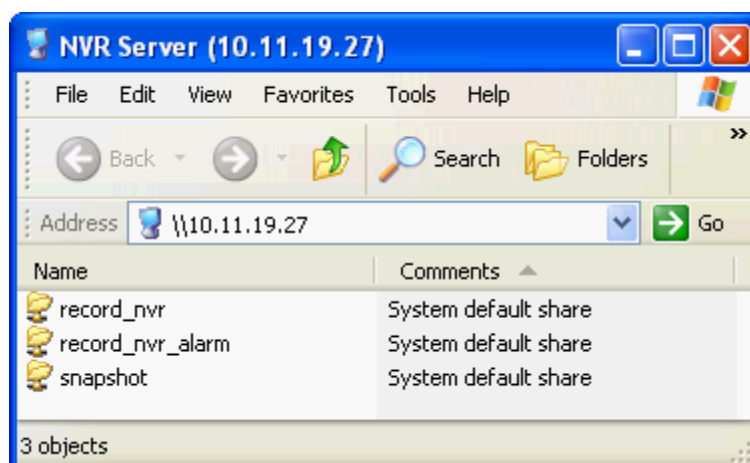 NVR Server (10.11.19.27)
File Edit View Favorites Tools Help
Back Search Folders »
Address \\10.11.19.27 Go
Name Comments
record_nvr System default share
record_nvr_alarm System default share
snapshot System default share
3 objects